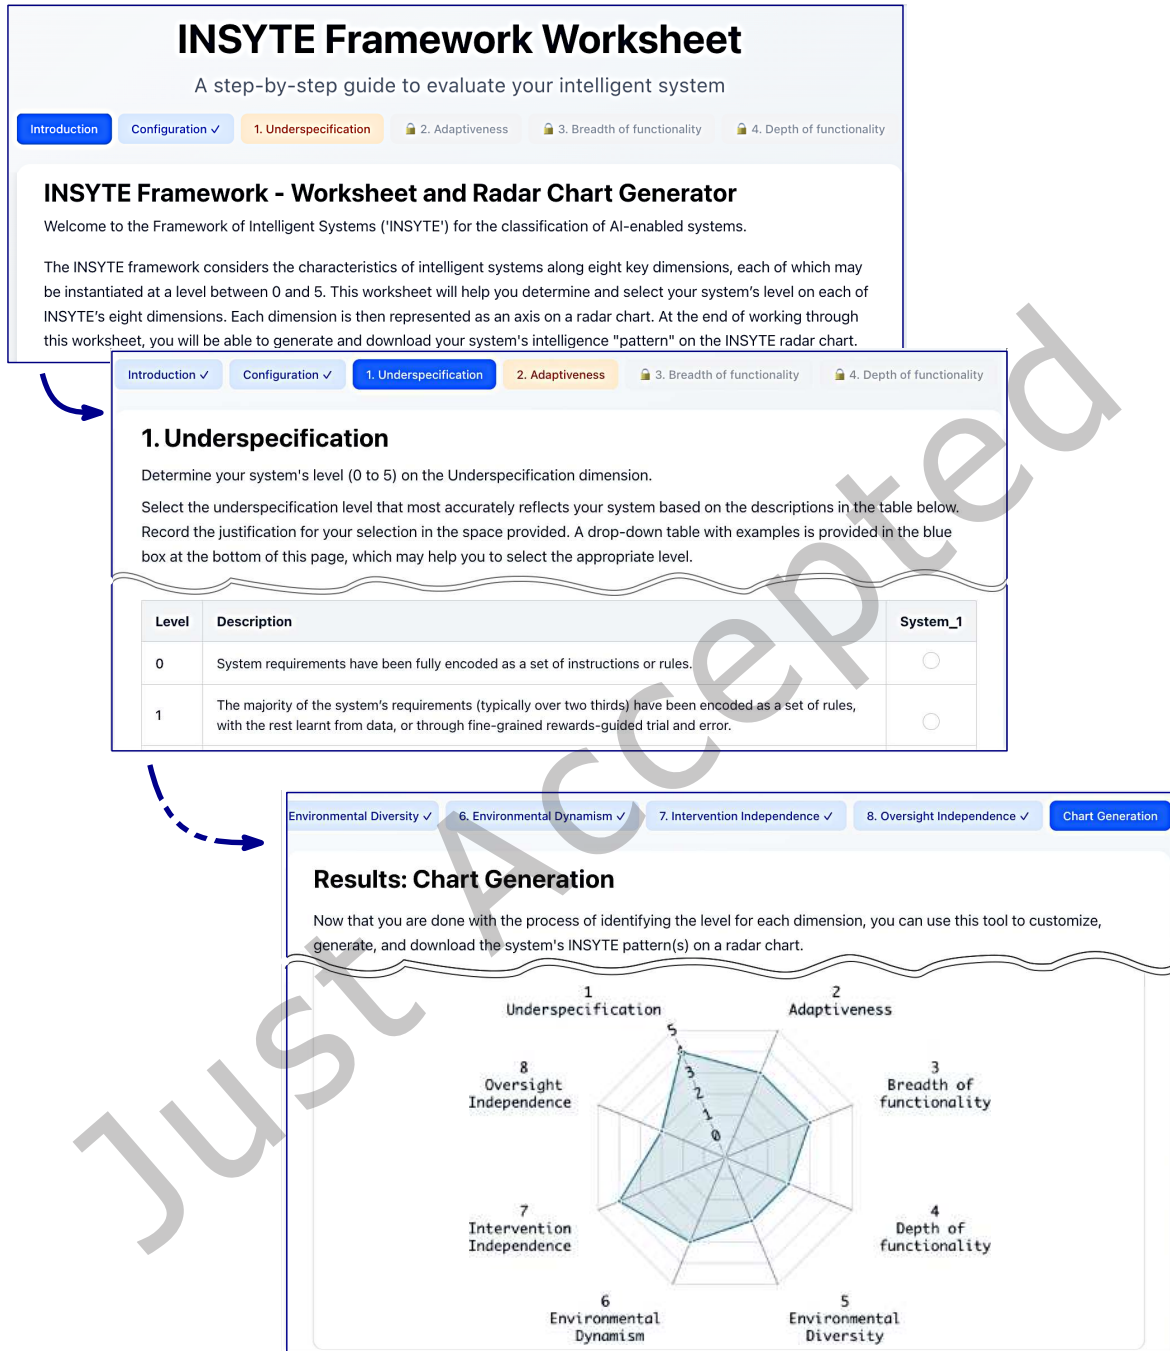 INSYTE Framework Worksheet
A step-by-step guide to evaluate your intelligent system
Introduction
Configuration ✓
1. Underspecification
🔒 2. Adaptiveness
🔒 3. Breadth of functionality
🔒 4. Depth of functionality
INSYTE Framework - Worksheet and Radar Chart Generator
Welcome to the Framework of Intelligent Systems ('INSYTE') for the classification of AI-enabled systems.
The INSYTE framework considers the characteristics of intelligent systems along eight key dimensions, each of which may
be instantiated at a level between 0 and 5. This worksheet will help you determine and select your system's level on each of
INSYTE's eight dimensions. Each dimension is then represented as an axis on a radar chart. At the end of working through
this worksheet, you will be able to generate and download your system's intelligence "pattern" on the INSYTE radar chart.
Introduction ✓
Configuration ✓
1. Underspecification
2. Adaptiveness
🔒 3. Breadth of functionality
🔒 4. Depth of functionality
1. Underspecification
Determine your system's level (0 to 5) on the Underspecification dimension.
Select the underspecification level that most accurately reflects your system based on the descriptions in the table below.
Record the justification for your selection in the space provided. A drop-down table with examples is provided in the blue
box at the bottom of this page, which may help you to select the appropriate level.
Level
Description
System_1
0
System requirements have been fully encoded as a set of instructions or rules.
1
The majority of the system's requirements (typically over two thirds) have been encoded as a set of rules,
with the rest learnt from data, or through fine-grained rewards-guided trial and error.
Environmental Diversity ✓
6. Environmental Dynamism ✓
7. Intervention Independence ✓
8. Oversight Independence ✓
Chart Generation
Results: Chart Generation
Now that you are done with the process of identifying the level for each dimension, you can use this tool to customize,
generate, and download the system's INSYTE pattern(s) on a radar chart.
1
Underspecification
2
Adaptiveness
3
Breadth of
functionality
4
Depth of
functionality
5
Environmental
Diversity
6
Environmental
Dynamism
7
Intervention
Independence
8
Oversight
Independence
5
4
3
2
1
0
Just Accepted